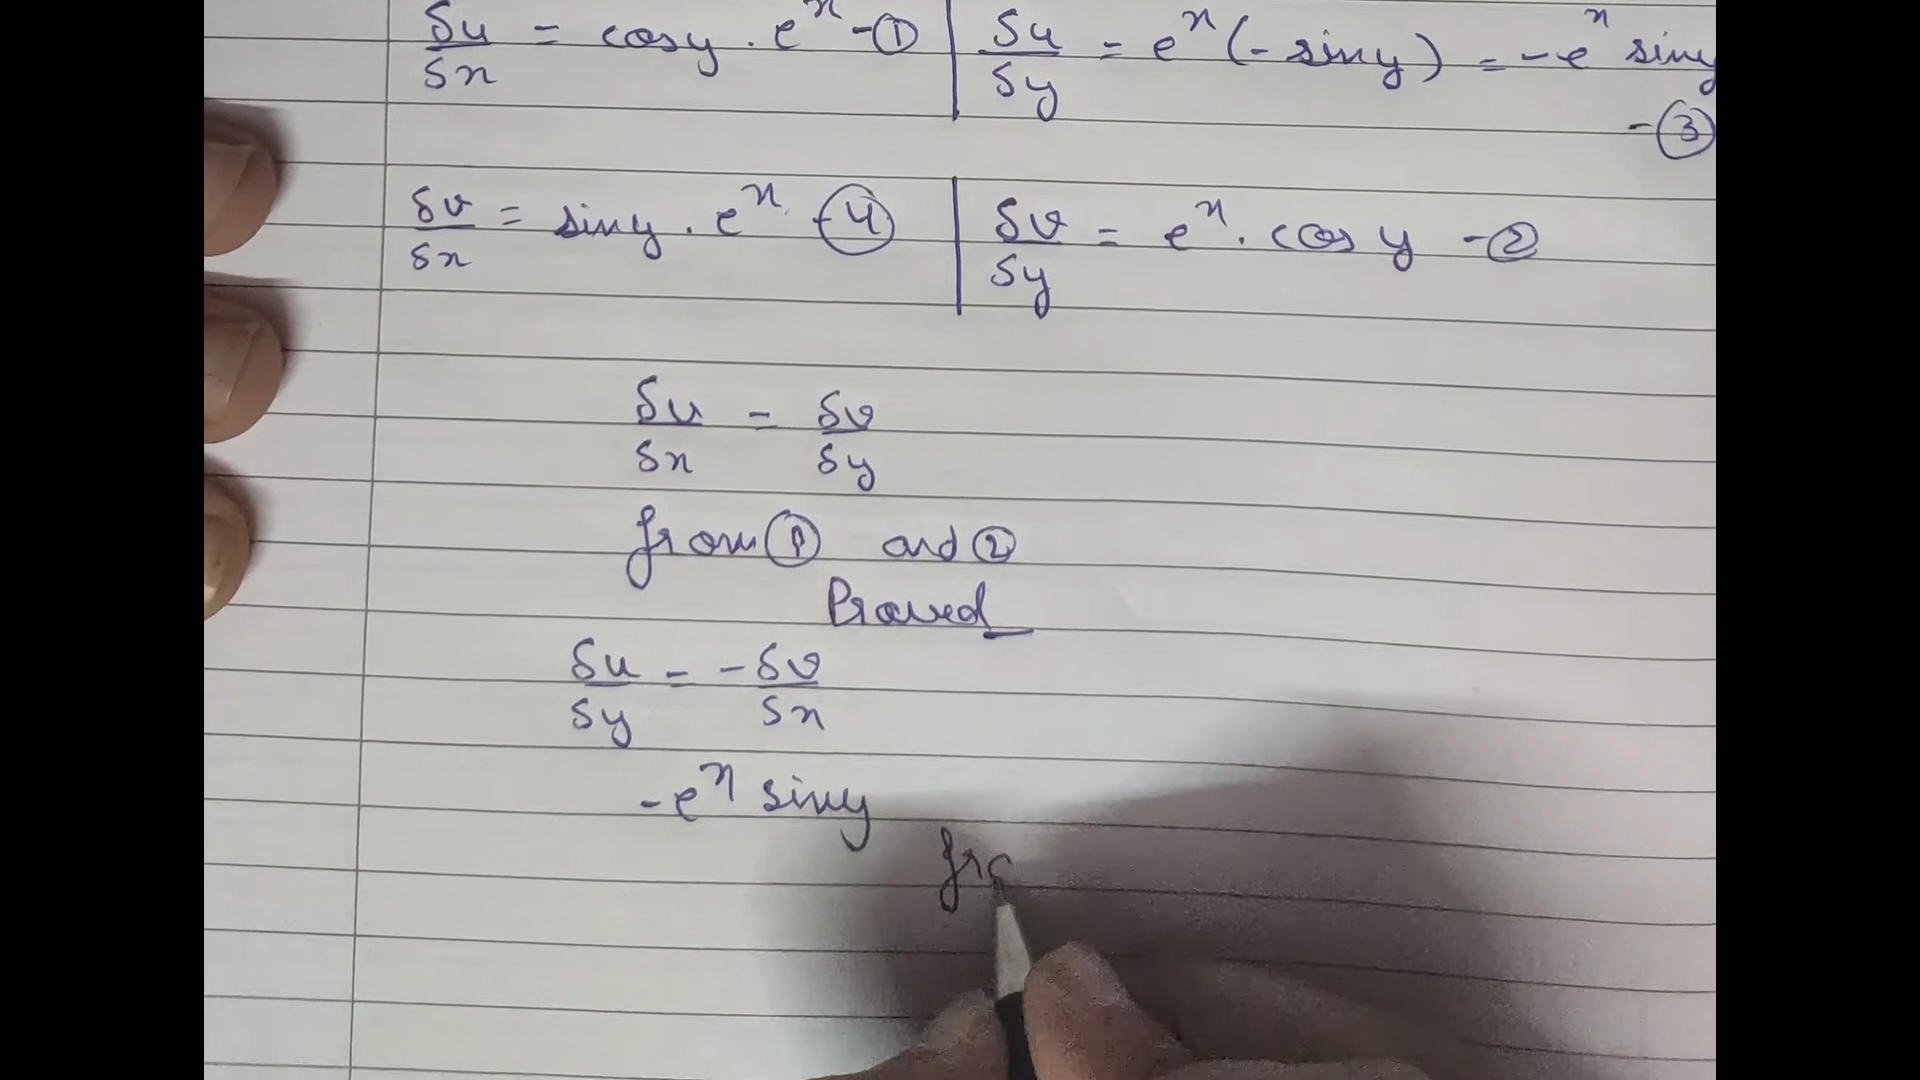 δu/δx = cosy . e^x - ① | δu/δy = e^x (- siny) = - e^x siny
- ③
δv/δx = siny . e^x - ④ | δv/δy = e^x . cos y - ②
δu/δx = δv/δy
from ① and ②
Proved
δu/δy = - δv/δx
- e^x siny
fro